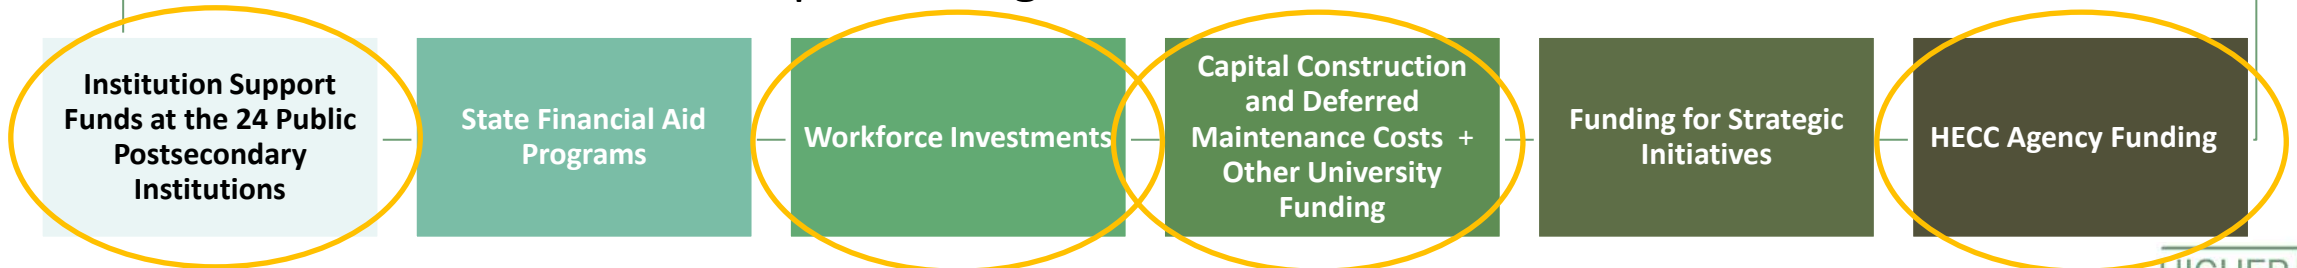 Institution Support
Funds at the 24 Public
Postsecondary
Institutions
State Financial Aid
Programs
Workforce Investments
Capital Construction
and Deferred
Maintenance Costs +
Other University
Funding
Funding for Strategic
Initiatives
HECC Agency Funding